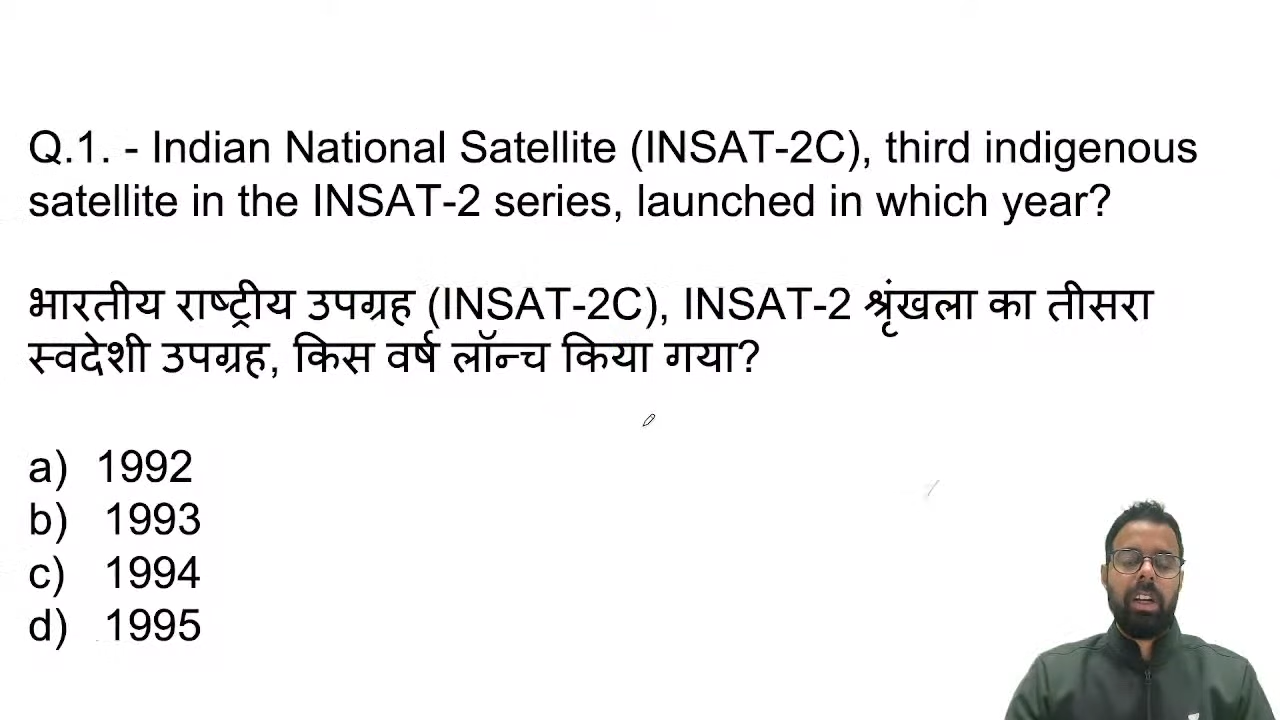 Q.1. - Indian National Satellite (INSAT-2C), third indigenous
satellite in the INSAT-2 series, launched in which year?
भारतीय राष्ट्रीय उपग्रह (INSAT-2C), INSAT-2 श्रृंखला का तीसरा
स्वदेशी उपग्रह, किस वर्ष लॉन्च किया गया?
a) 1992
b) 1993
c) 1994
d) 1995